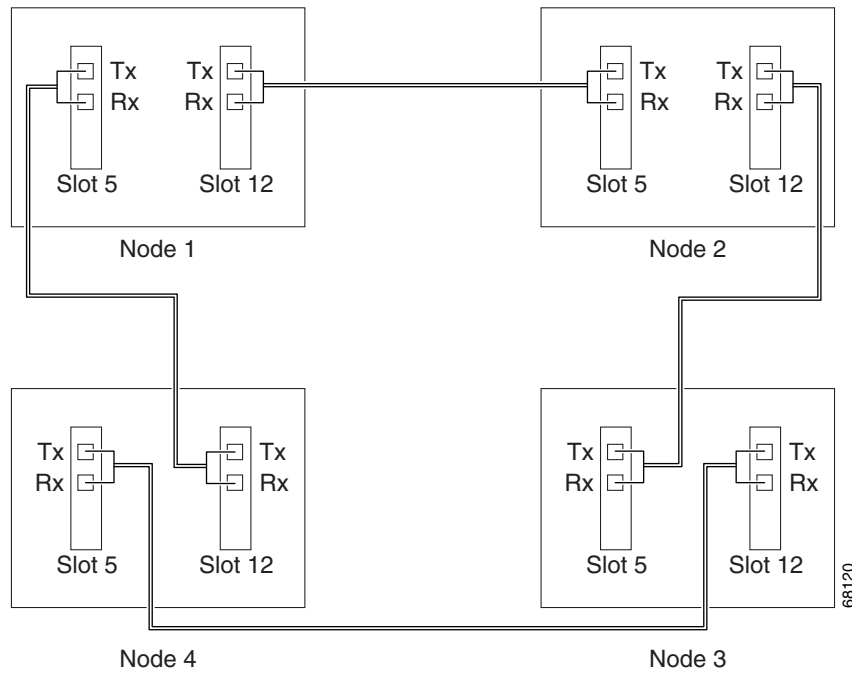 Tx Tx Tx Tx
Rx Rx Rx Rx
Slot 5 Slot 12 Slot 5 Slot 12
Node 1 Node 2
Tx Tx Tx Tx
Rx Rx Rx Rx
Slot 5 Slot 12 Slot 5 Slot 12
68120
Node 4 Node 3